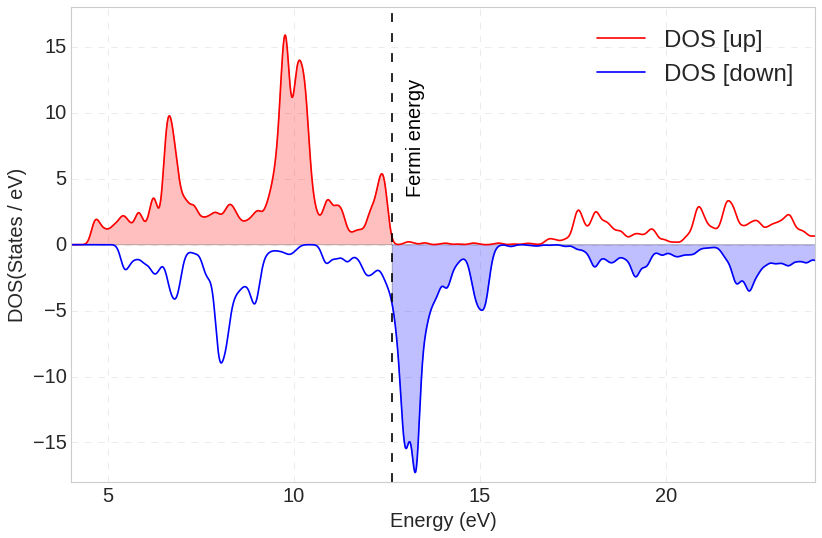 DOS [up]
DOS [down]
Fermi energy
DOS(States / eV)
15
10
5
0
−5
−10
−15
5
10
15
20
Energy (eV)